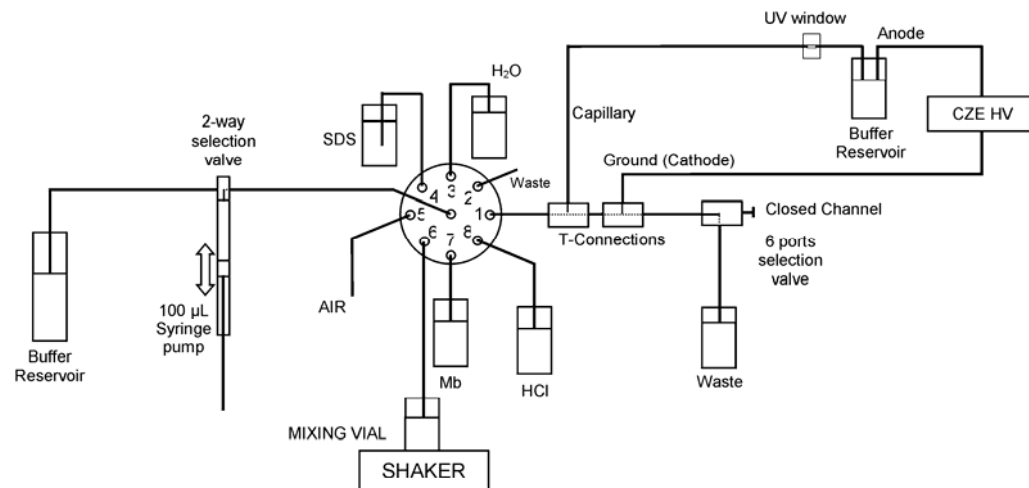 UV window
Anode
H₂O
Capillary
CZE HV
SDS
2-way
selection
valve
Buffer
Reservoir
Ground (Cathode)
Waste
3
4
2
5
1
6
7
8
Closed Channel
T-Connections
6 ports
selection
valve
AIR
100 µL
Syringe
pump
Buffer
Reservoir
Mb
HCl
Waste
MIXING VIAL
SHAKER